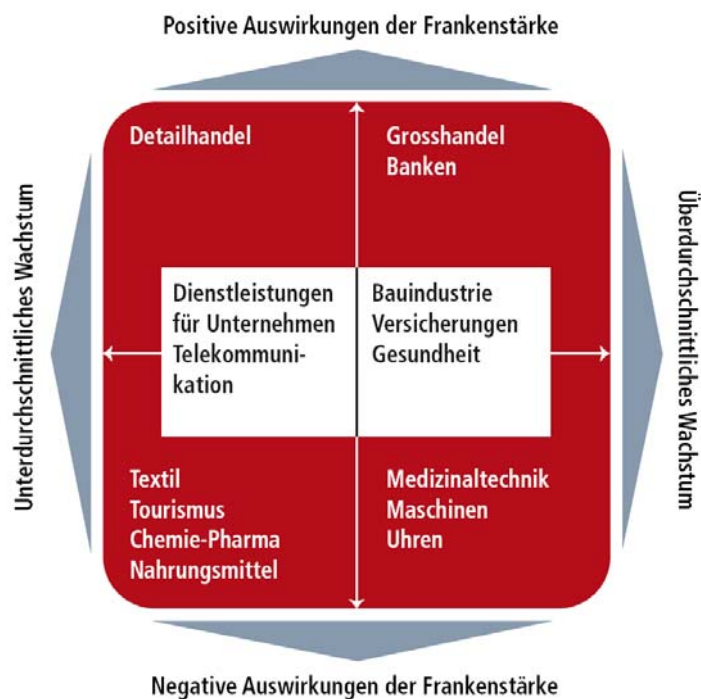 Positive Auswirkungen der Frankenstärke
Unterdurchschnittliches Wachstum
Detailhandel
Grosshandel
Banken
Dienstleistungen
für Unternehmen
Telekommuni-
kation
Bauindustrie
Versicherungen
Gesundheit
Textil
Tourismus
Chemie-Pharma
Nahrungsmittel
Medizinaltechnik
Maschinen
Uhren
Überdurchschnittliches Wachstum
Negative Auswirkungen der Frankenstärke